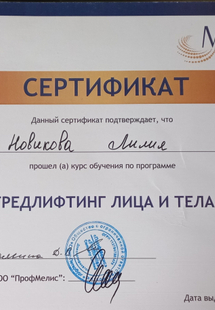 СЕРТИФИКАТ
Данный сертификат подтверждает, что
Новикова Лилия
прошел (а) курс обучения по программе
ТРЕДЛИФТИНГ ЛИЦА И ТЕЛА
ОО "ПрофМелис"
Дата вы